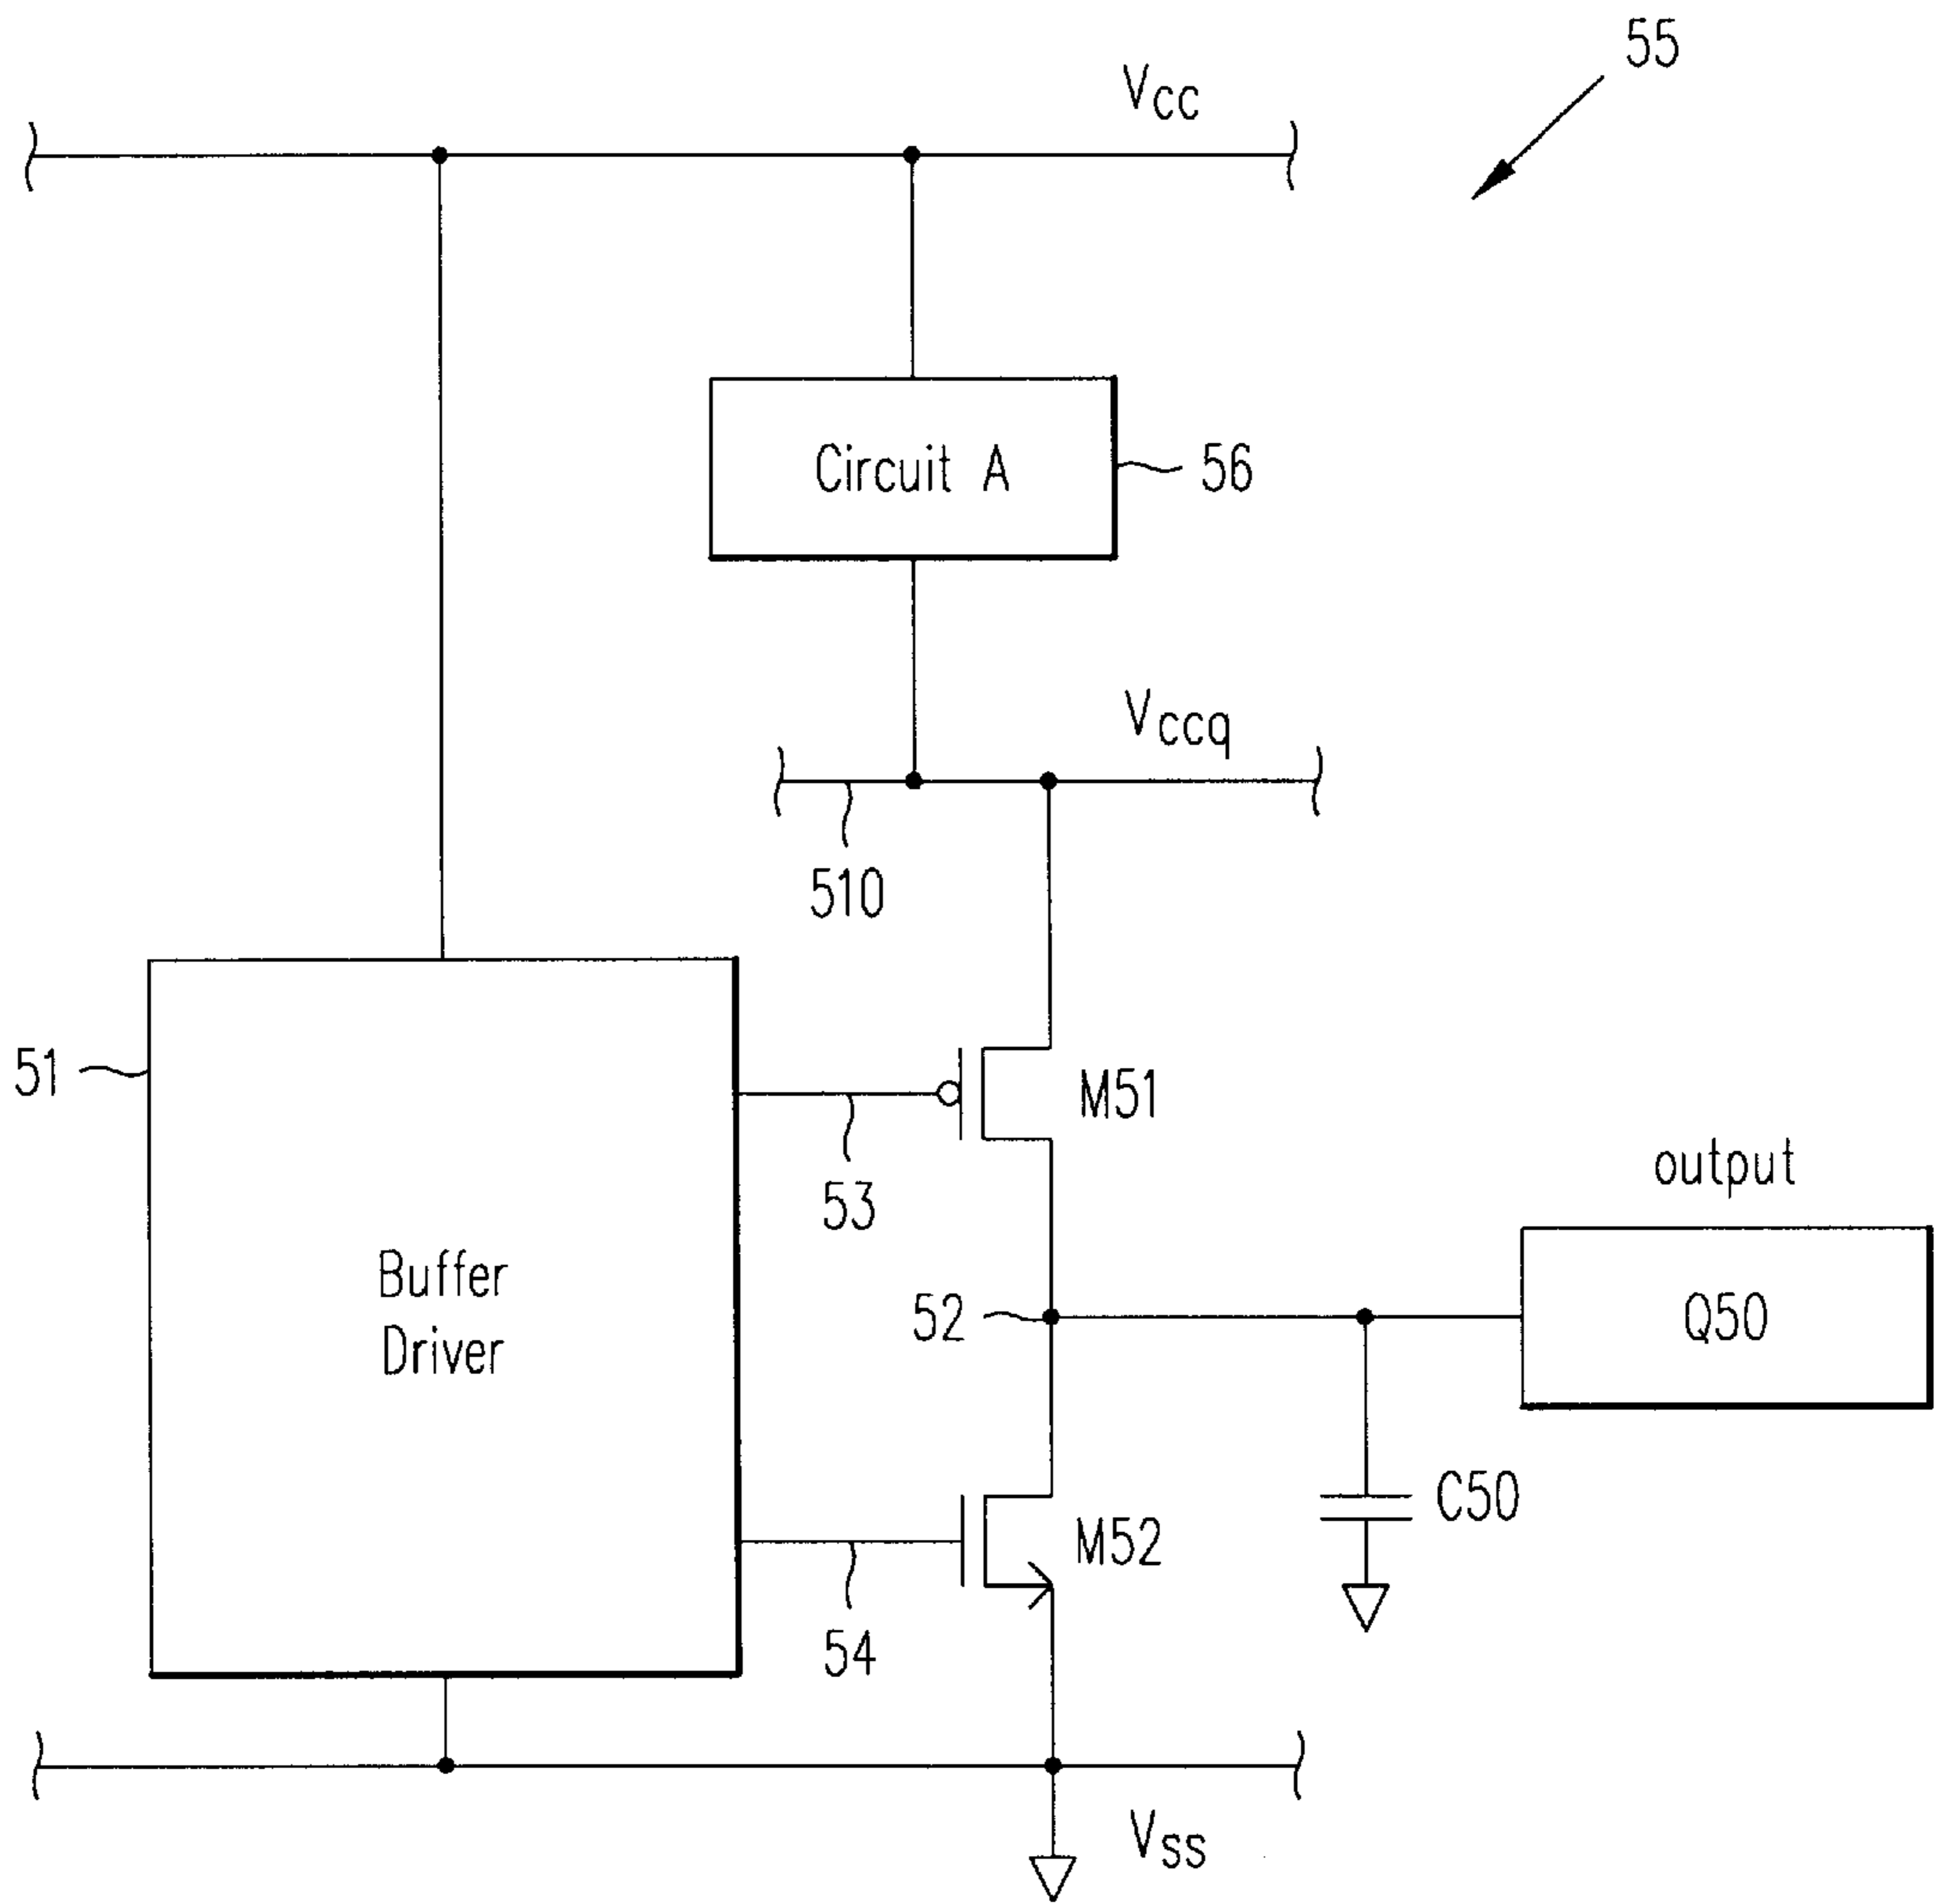 55
Vcc
Circuit A
56
Vccq
510
51
M51
53
output
Buffer
Driver
52
Q50
C50
M52
54
Vss